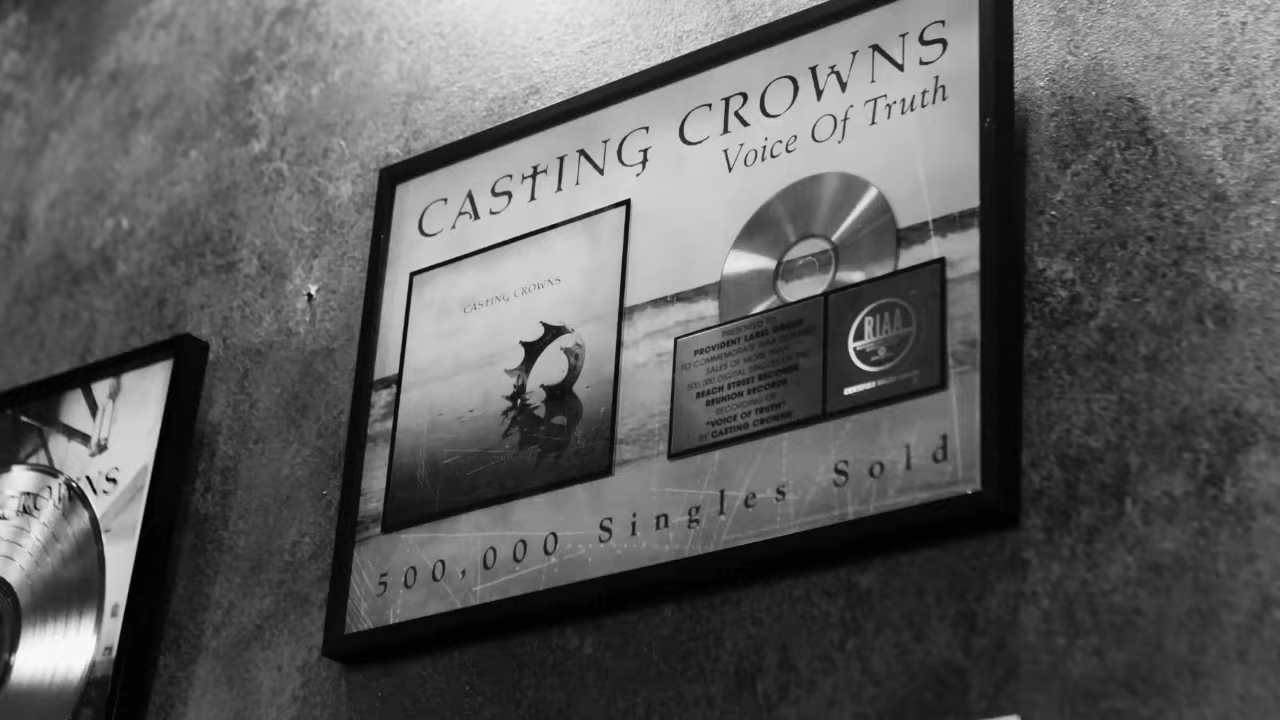 CASTING CROWNS
Voice Of Truth
CASTING CROWNS
PRESENTED TO
PROVIDENT LABEL GROUP
TO COMMEMORATE RIAA CERTIFIED
SALES OF MORE THAN
500,000 DIGITAL SINGLES OF THE
BEACH STREET RECORDS
REUNION RECORDS
RECORDING OF
"VOICE OF TRUTH"
BY CASTING CROWNS
RIAA
500,000 Singles Sold